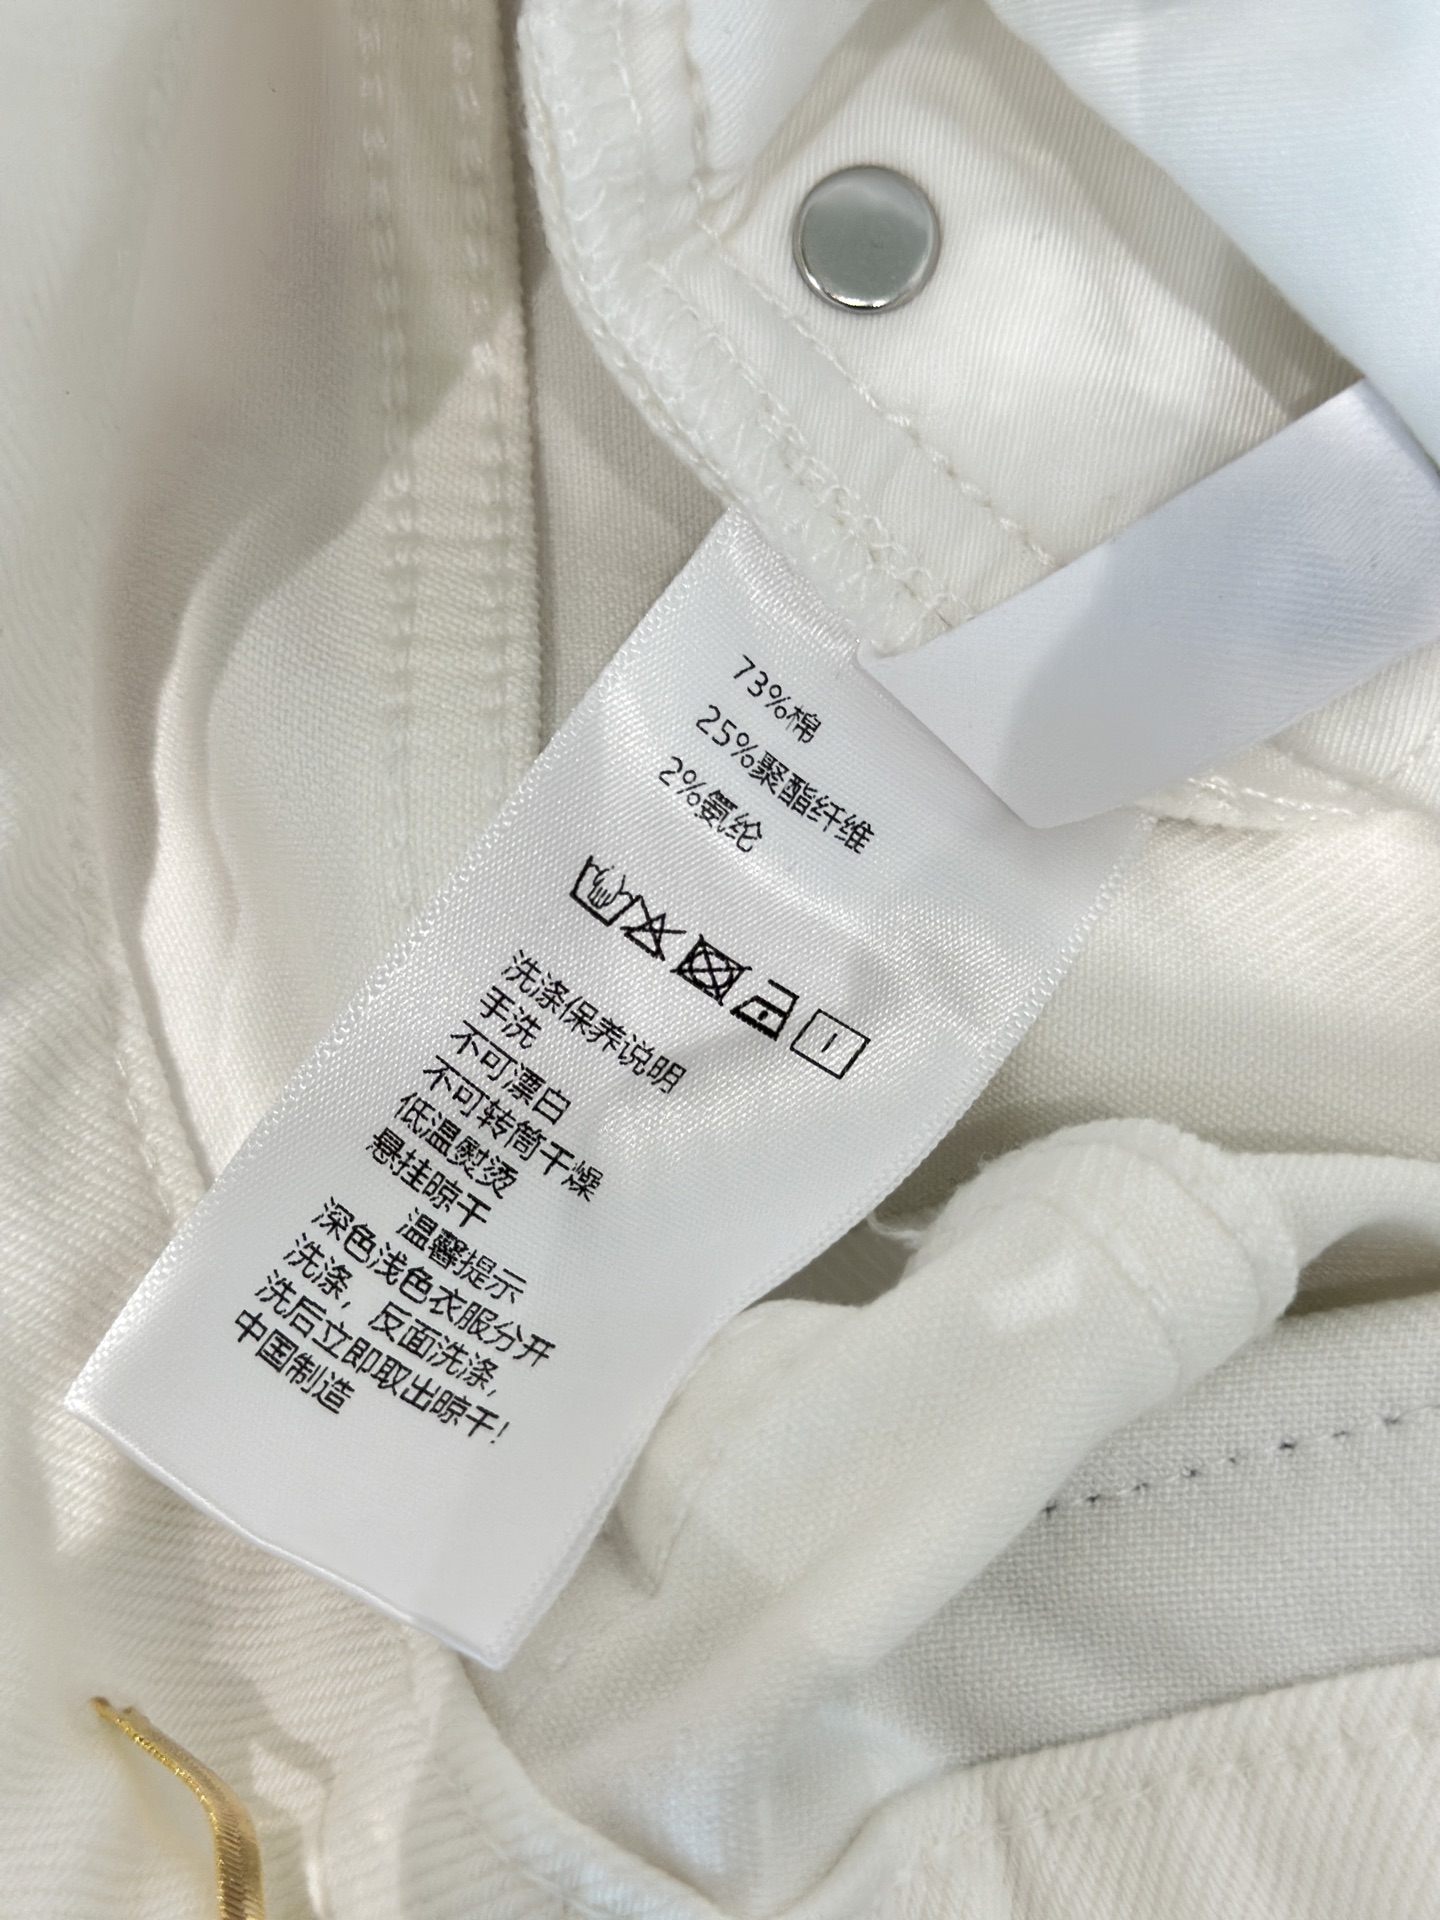 73%棉
25%聚酯纤维
2%氨纶
洗涤保养说明
手洗
不可漂白
不可转筒干燥
低温熨烫
悬挂晾干
温馨提示
深色浅色衣服分开
洗涤，反面洗涤，
洗后立即取出晾干！
中国制造